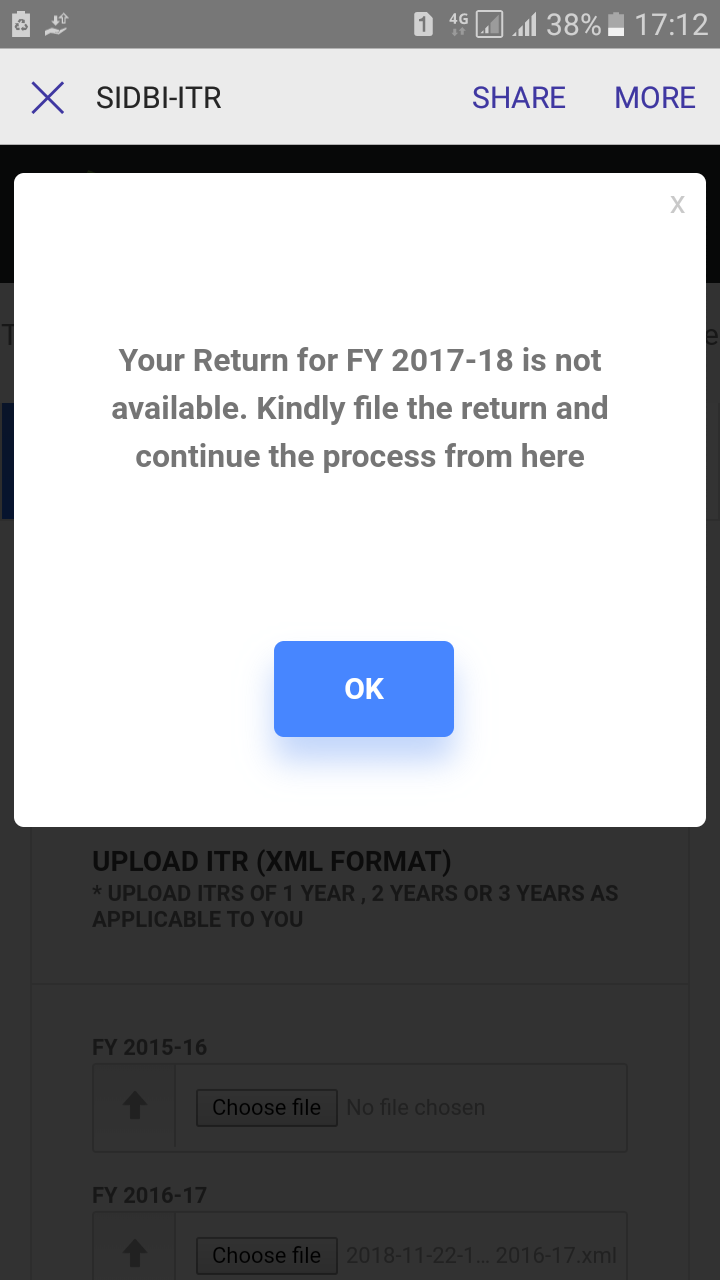 1 4G 38% 17:12
SIDBI-ITR SHARE MORE
X
Your Return for FY 2017-18 is not
available. Kindly file the return and
continue the process from here
OK
UPLOAD ITR (XML FORMAT)
* UPLOAD ITRS OF 1 YEAR , 2 YEARS OR 3 YEARS AS
APPLICABLE TO YOU
FY 2015-16
Choose file No file chosen
FY 2016-17
Choose file 2018-11-22-1... 2016-17.xml